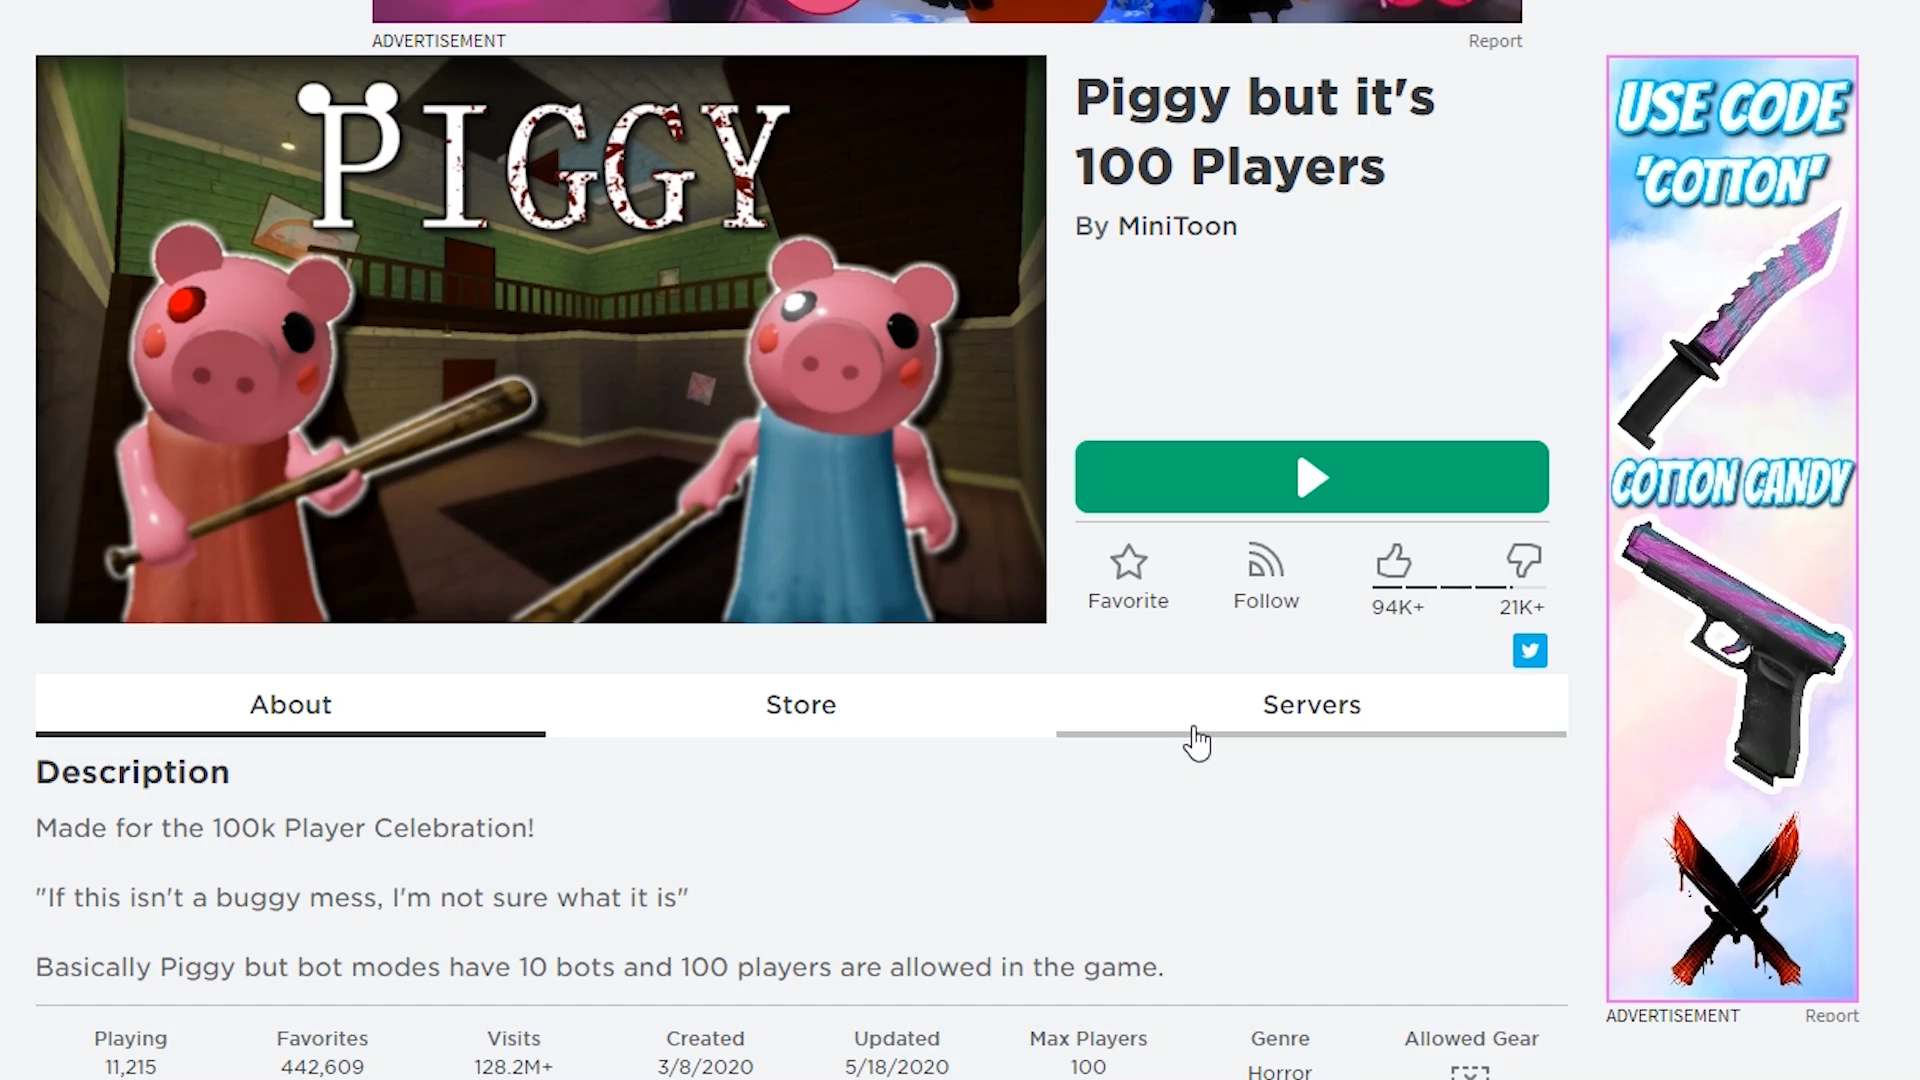 ADVERTISEMENT
Report
PIGGY
Piggy but it's
100 Players
By MiniToon
Favorite
Follow
94K+
21K+
About
Store
Servers
Description
Made for the 100k Player Celebration!
"If this isn't a buggy mess, I'm not sure what it is"
Basically Piggy but bot modes have 10 bots and 100 players are allowed in the game.
Playing
Favorites
Visits
Created
Updated
Max Players
Genre
Allowed Gear
11,215
442,609
128.2M+
3/8/2020
5/18/2020
100
Horror
USE CODE
'COTTON'
COTTON CANDY
ADVERTISEMENT
Report